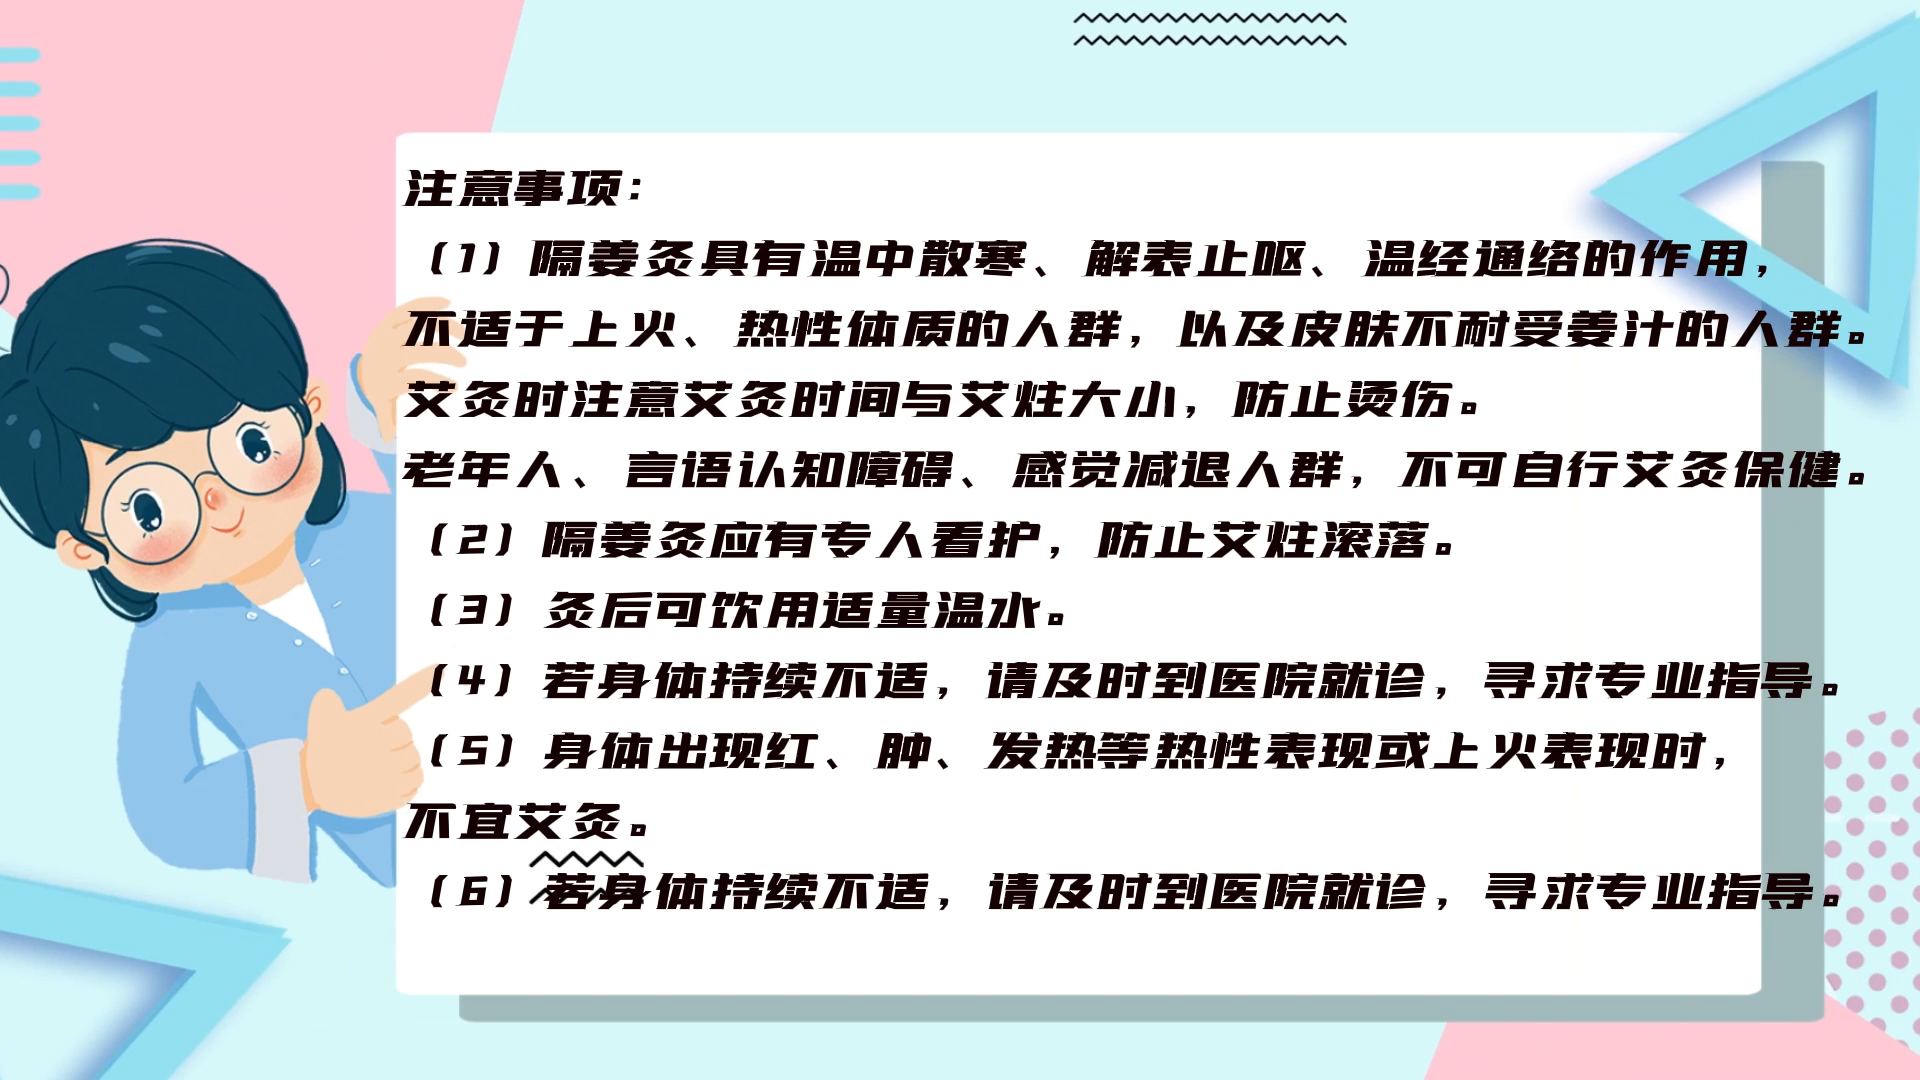 注意事项：
（1）隔姜灸具有温中散寒、解表止呕、温经通络的作用，
不适于上火、热性体质的人群，以及皮肤不耐受姜汁的人群。
艾灸时注意艾灸时间与艾炷大小，防止烫伤。
老年人、言语认知障碍、感觉减退人群，不可自行艾灸保健。
（2）隔姜灸应有专人看护，防止艾炷滚落。
（3）灸后可饮用适量温水。
（4）若身体持续不适，请及时到医院就诊，寻求专业指导。
（5）身体出现红、肿、发热等热性表现或上火表现时，
不宜艾灸。
（6）若身体持续不适，请及时到医院就诊，寻求专业指导。